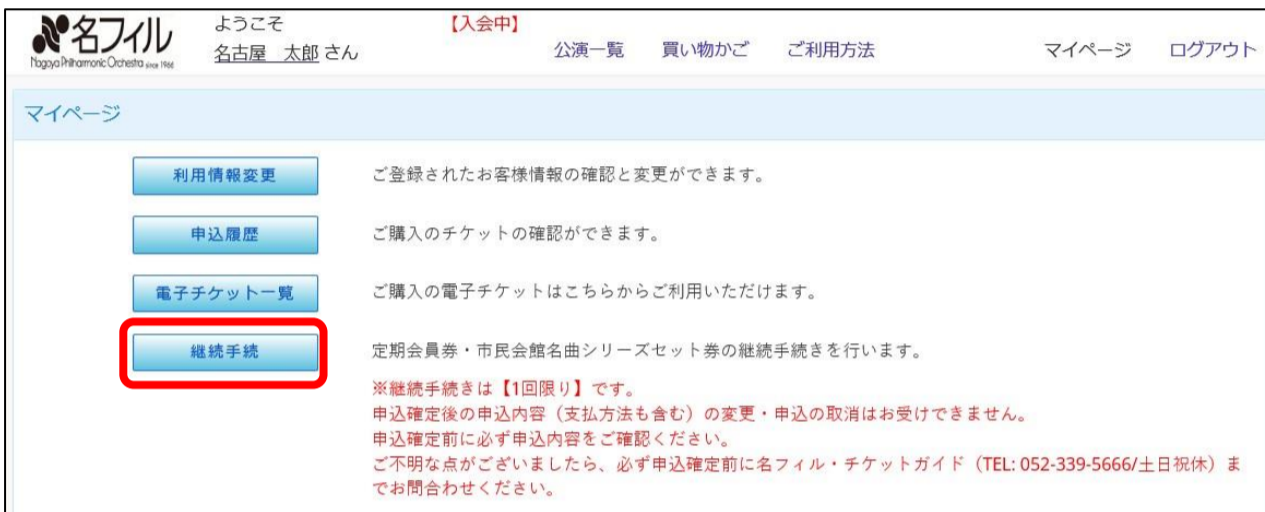 名フィル
Nagoya Philharmonic Orchestra since 1966
ようこそ
名古屋 太郎 さん
【入会中】
公演一覧 買い物かご ご利用方法 マイページ ログアウト
マイページ
利用情報変更 ご登録されたお客様情報の確認と変更ができます。
申込履歴 ご購入のチケットの確認ができます。
電子チケット一覧 ご購入の電子チケットはこちらからご利用いただけます。
継続手続 定期会員券・市民会館名曲シリーズセット券の継続手続きを行います。
※継続手続きは【1回限り】です。
申込確定後の申込内容（支払方法も含む）の変更・申込の取消はお受けできません。
申込確定前に必ず申込内容をご確認ください。
ご不明な点がございましたら、必ず申込確定前に名フィル・チケットガイド（TEL: 052-339-5666/土日祝休）ま
でお問合わせください。